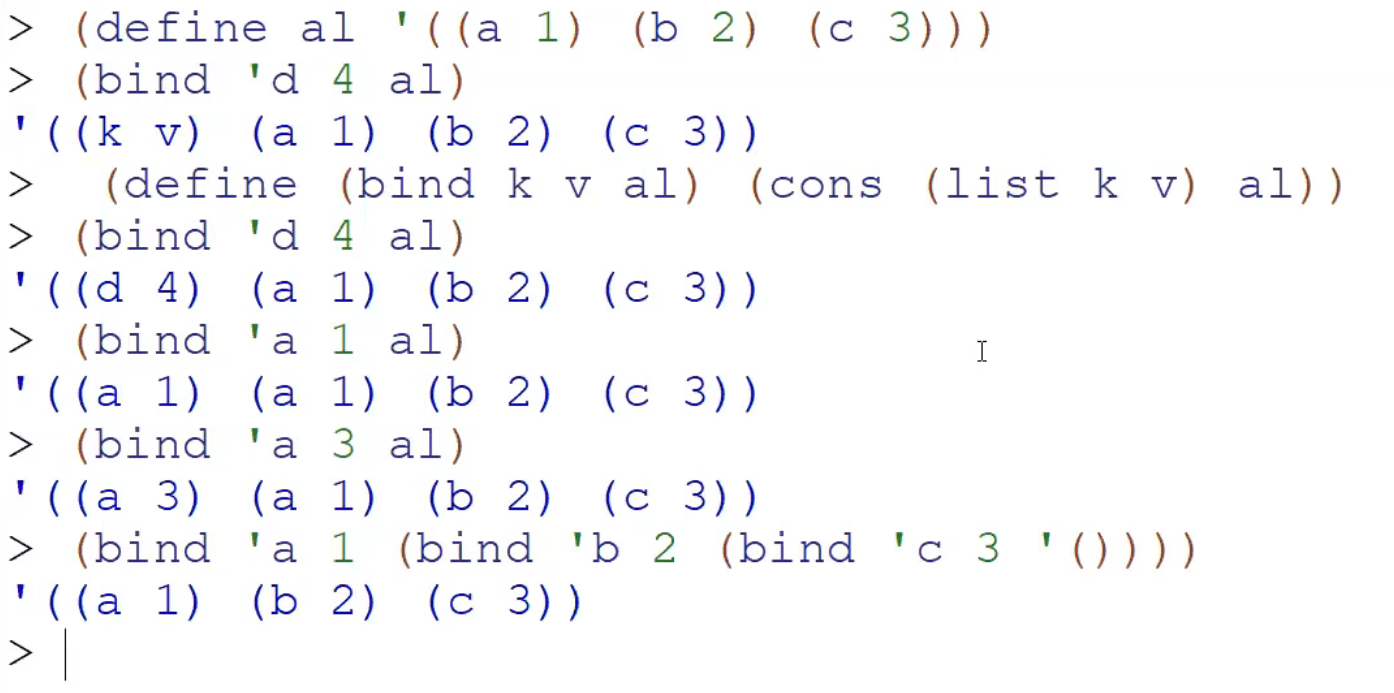 > (define al '((a 1) (b 2) (c 3)))
> (bind 'd 4 al)
'((k v) (a 1) (b 2) (c 3))
>  (define (bind k v al) (cons (list k v) al))
> (bind 'd 4 al)
'((d 4) (a 1) (b 2) (c 3))
> (bind 'a 1 al)
'((a 1) (a 1) (b 2) (c 3))
> (bind 'a 3 al)
'((a 3) (a 1) (b 2) (c 3))
> (bind 'a 1 (bind 'b 2 (bind 'c 3 '())))
'((a 1) (b 2) (c 3))
>